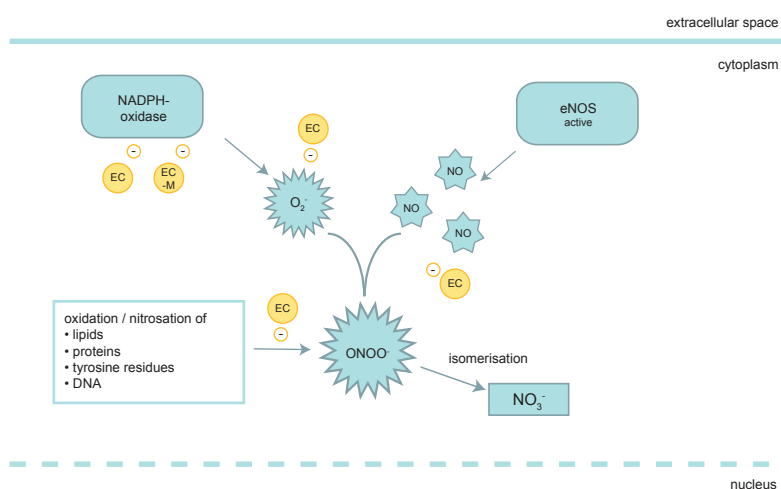 extracellular space
cytoplasm
NADPH-
oxidase
eNOS
active
EC
-
-
-
EC
EC
-M
NO
O₂⁻
NO
NO
-
EC
EC
-
oxidation / nitrosation of
• lipids
• proteins
• tyrosine residues
• DNA
ONOO⁻
isomerisation
NO₃⁻
nucleus